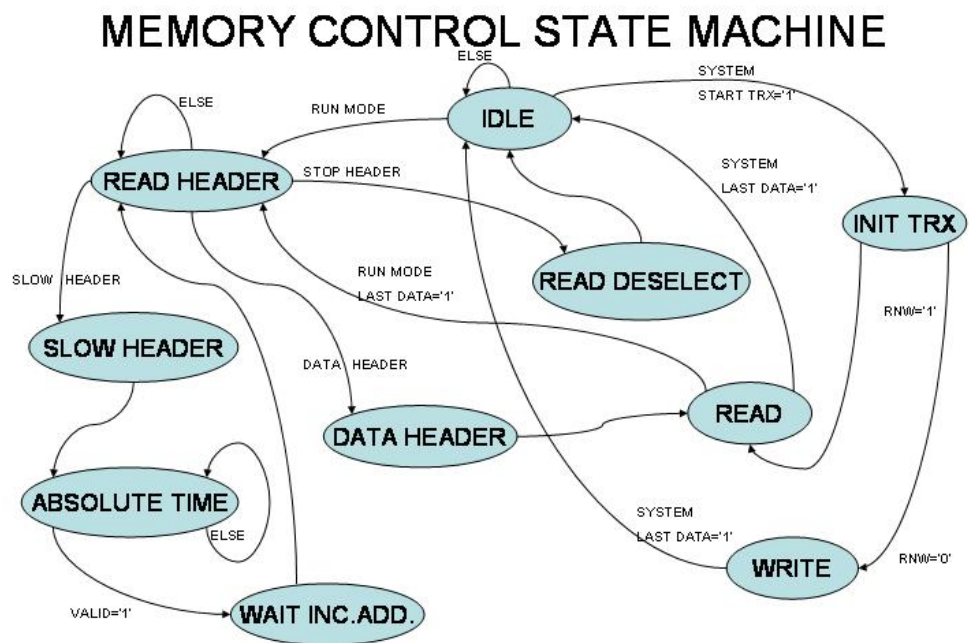 MEMORY CONTROL STATE MACHINE
ELSE
SYSTEM
START TRX='1'
ELSE
RUN MODE
IDLE
READ HEADER
STOP HEADER
SYSTEM
LAST DATA='1'
INIT TRX
READ DESELECT
RUN MODE
LAST DATA='1'
SLOW HEADER
RNW='1'
SLOW HEADER
DATA HEADER
READ
DATA HEADER
ABSOLUTE TIME
ELSE
SYSTEM
LAST DATA='1'
WRITE
RNW='0'
VALID='1'
WAIT INC.ADD.